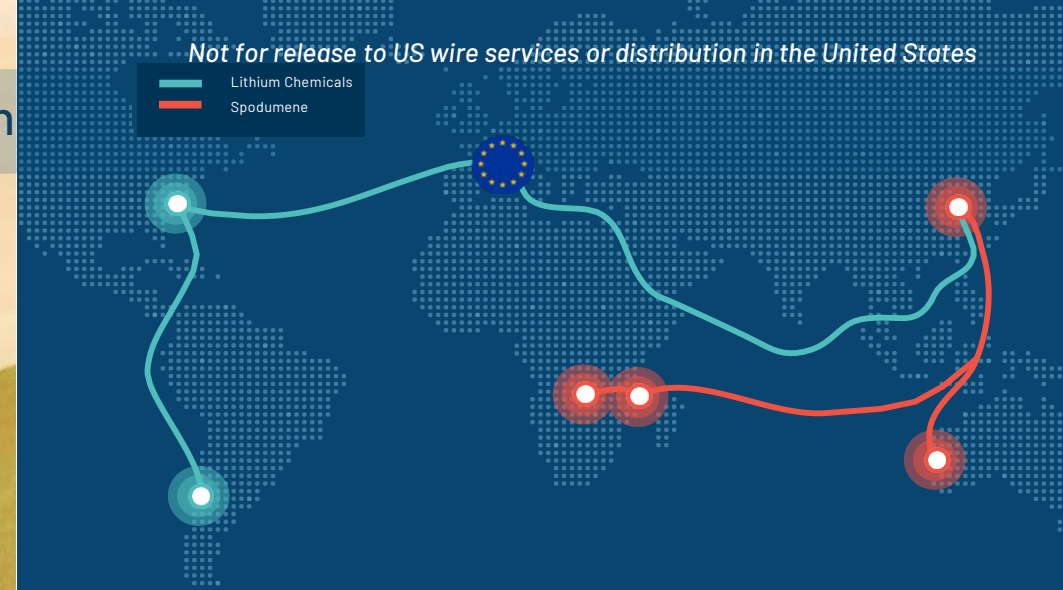 Not for release to US wire services or distribution in the United States
Lithium Chemicals
Spodumene